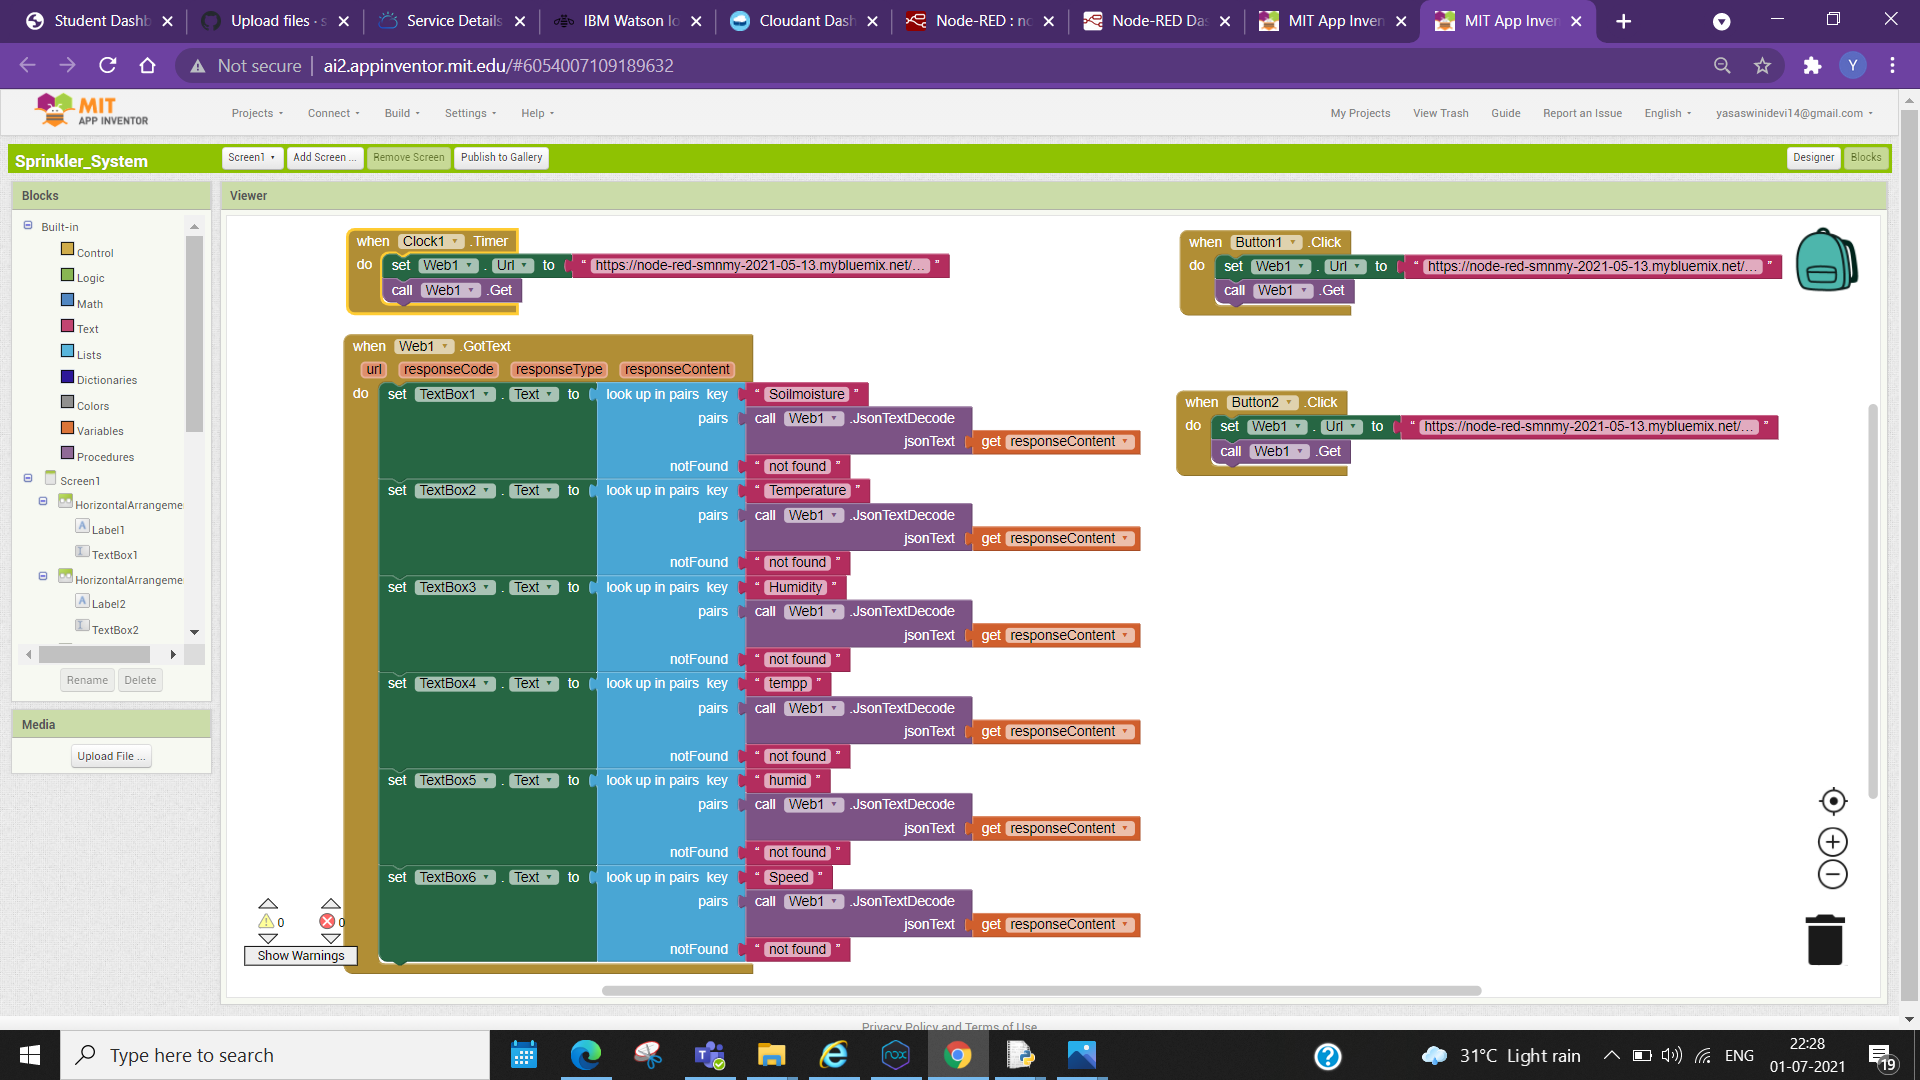 Student Dashb
Upload files · s
Service Details
IBM Watson Io
Cloudant Dash
Node-RED : no
Node-RED Das
MIT App Inven
MIT App Inven
Not secure
ai2.appinventor.mit.edu/#6054007109189632
Y
MIT
APP INVENTOR
Projects
Connect
Build
Settings
Help
My Projects
View Trash
Guide
Report an Issue
English
yasaswinidevi14@gmail.com
Sprinkler_System
Screen1
Add Screen ...
Remove Screen
Publish to Gallery
Designer
Blocks
Blocks
Built-in
Control
Logic
Math
Text
Lists
Dictionaries
Colors
Variables
Procedures
Screen1
HorizontalArrangeme
Label1
TextBox1
HorizontalArrangeme
Label2
TextBox2
Rename
Delete
Media
Upload File ...
Viewer
when Clock1 .Timer
do set Web1 . Url to “ https://node-red-smnmy-2021-05-13.mybluemix.net/... ”
call Web1 .Get
when Web1 .GotText
url responseCode responseType responseContent
do set TextBox1 . Text to look up in pairs key “ Soilmoisture ”
pairs call Web1 .JsonTextDecode
jsonText get responseContent
notFound “ not found ”
set TextBox2 . Text to look up in pairs key “ Temperature ”
pairs call Web1 .JsonTextDecode
jsonText get responseContent
notFound “ not found ”
set TextBox3 . Text to look up in pairs key “ Humidity ”
pairs call Web1 .JsonTextDecode
jsonText get responseContent
notFound “ not found ”
set TextBox4 . Text to look up in pairs key “ tempp ”
pairs call Web1 .JsonTextDecode
jsonText get responseContent
notFound “ not found ”
set TextBox5 . Text to look up in pairs key “ humid ”
pairs call Web1 .JsonTextDecode
jsonText get responseContent
notFound “ not found ”
set TextBox6 . Text to look up in pairs key “ Speed ”
pairs call Web1 .JsonTextDecode
jsonText get responseContent
notFound “ not found ”
when Button1 .Click
do set Web1 . Url to “ https://node-red-smnmy-2021-05-13.mybluemix.net/... ”
call Web1 .Get
when Button2 .Click
do set Web1 . Url to “ https://node-red-smnmy-2021-05-13.mybluemix.net/... ”
call Web1 .Get
0
0
Show Warnings
Privacy Policy and Terms of Use
Type here to search
nox
31°C Light rain
ENG
22:28
01-07-2021
19